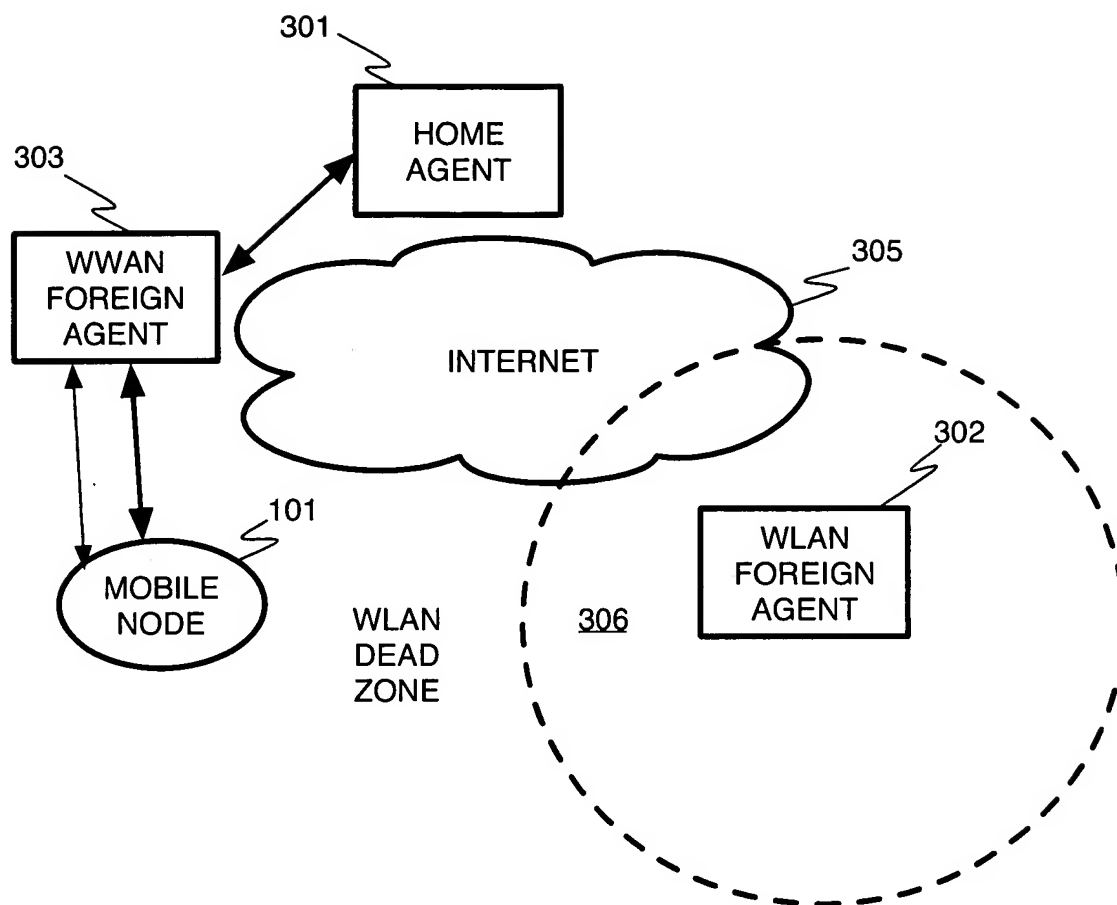 301
HOME
AGENT
303
WWAN
FOREIGN
AGENT
305
INTERNET
302
WLAN
FOREIGN
AGENT
101
MOBILE
NODE
306
WLAN
DEAD
ZONE